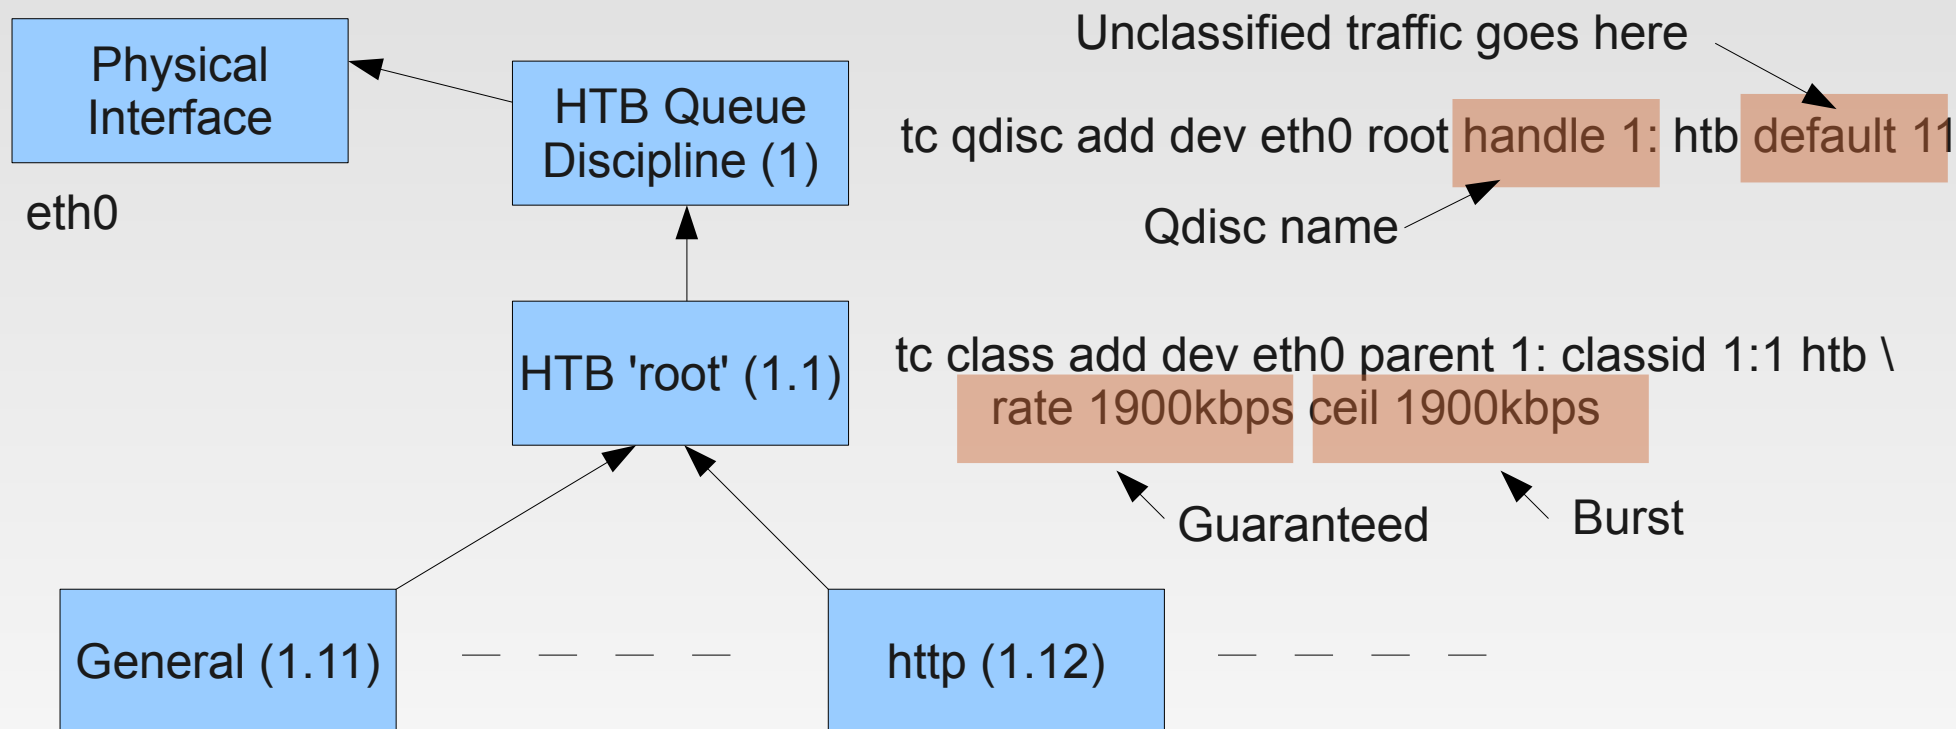 Physical
Interface
eth0
HTB Queue
Discipline (1)
Unclassified traffic goes here
tc qdisc add dev eth0 root handle 1: htb default 11
Qdisc name
HTB 'root' (1.1)
tc class add dev eth0 parent 1: classid 1:1 htb \
rate 1900kbps ceil 1900kbps
Guaranteed
Burst
General (1.11)
http (1.12)